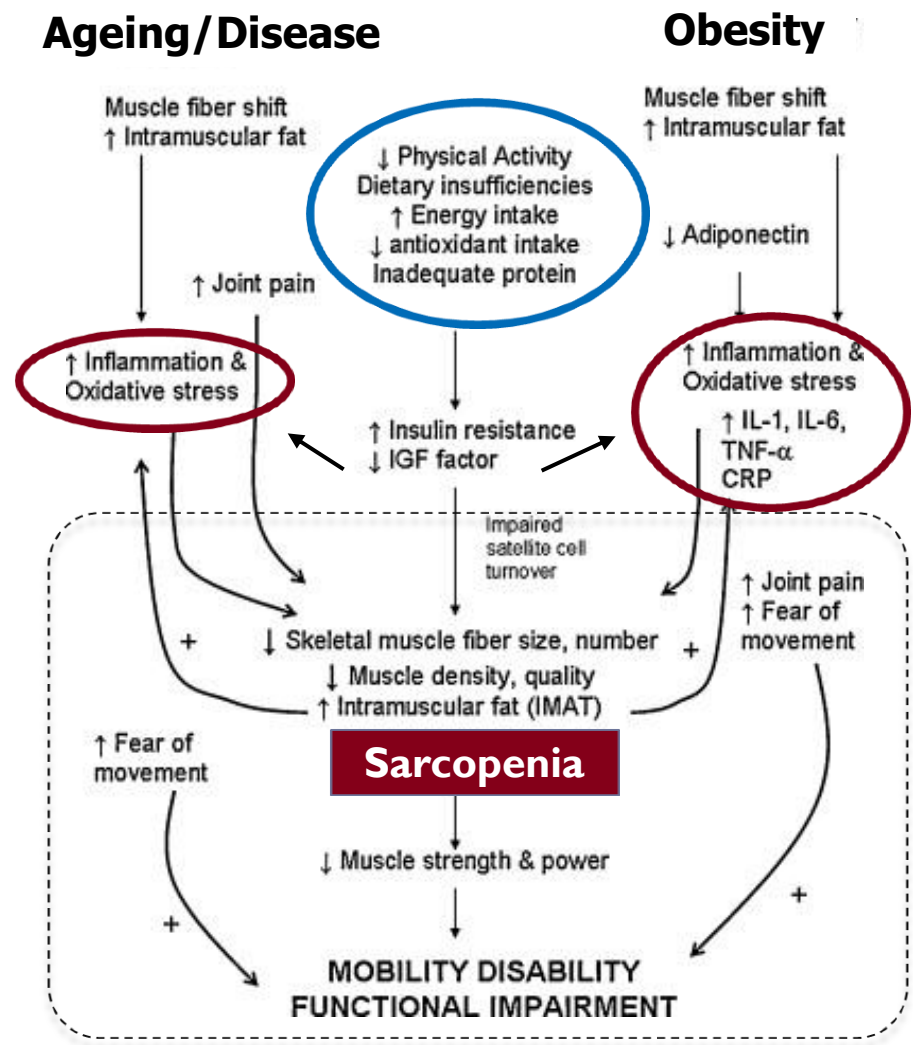 Ageing/Disease
Obesity
Muscle fiber shift
↑ Intramuscular fat
Muscle fiber shift
↑ Intramuscular fat
↓ Physical Activity
Dietary insufficiencies
↑ Energy intake
↓ antioxidant intake
Inadequate protein
↓ Adiponectin
↑ Joint pain
↑ Inflammation &
Oxidative stress
↑ Inflammation &
Oxidative stress
↑ IL-1, IL-6,
TNF-α
CRP
↑ Insulin resistance
↓ IGF factor
Impaired
satellite cell
turnover
↑ Joint pain
↑ Fear of
movement
+
↓ Skeletal muscle fiber size, number
+
↓ Muscle density, quality
↑ Intramuscular fat (IMAT)
↑ Fear of
movement
Sarcopenia
↓ Muscle strength & power
+
+
MOBILITY DISABILITY
FUNCTIONAL IMPAIRMENT